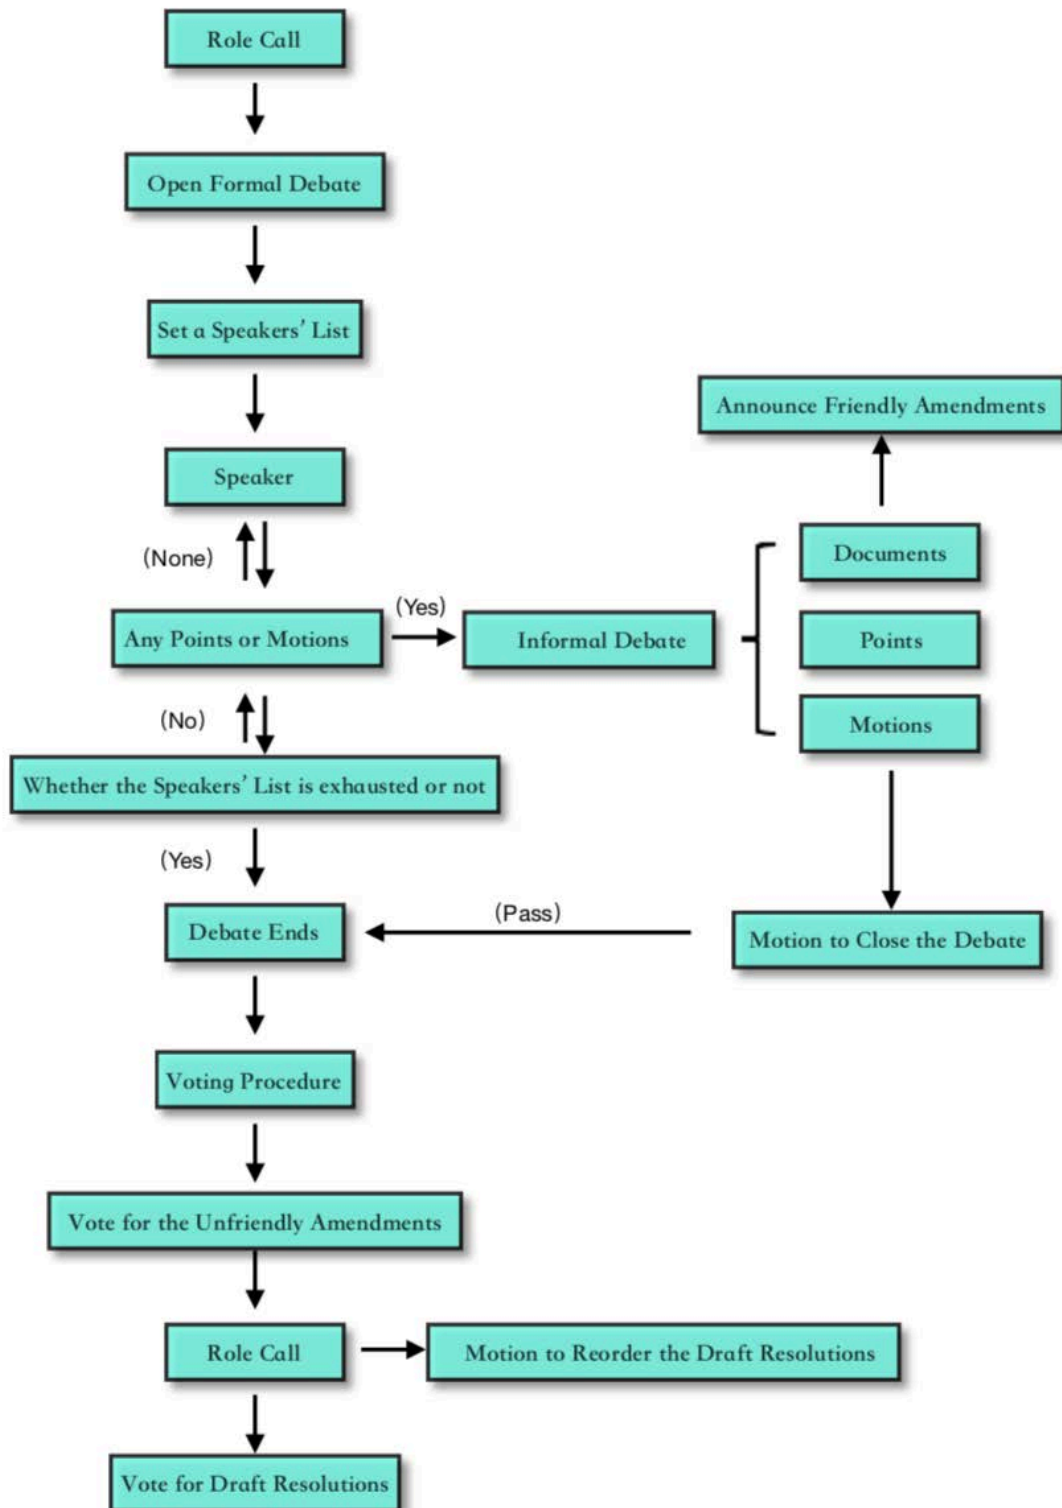 Role Call
Open Formal Debate
Set a Speakers' List
Announce Friendly Amendments
Speaker
(None)
Documents
Any Points or Motions
(Yes)
Informal Debate
Points
(No)
Motions
Whether the Speakers' List is exhausted or not
(Yes)
Debate Ends
(Pass)
Motion to Close the Debate
Voting Procedure
Vote for the Unfriendly Amendments
Role Call
Motion to Reorder the Draft Resolutions
Vote for Draft Resolutions